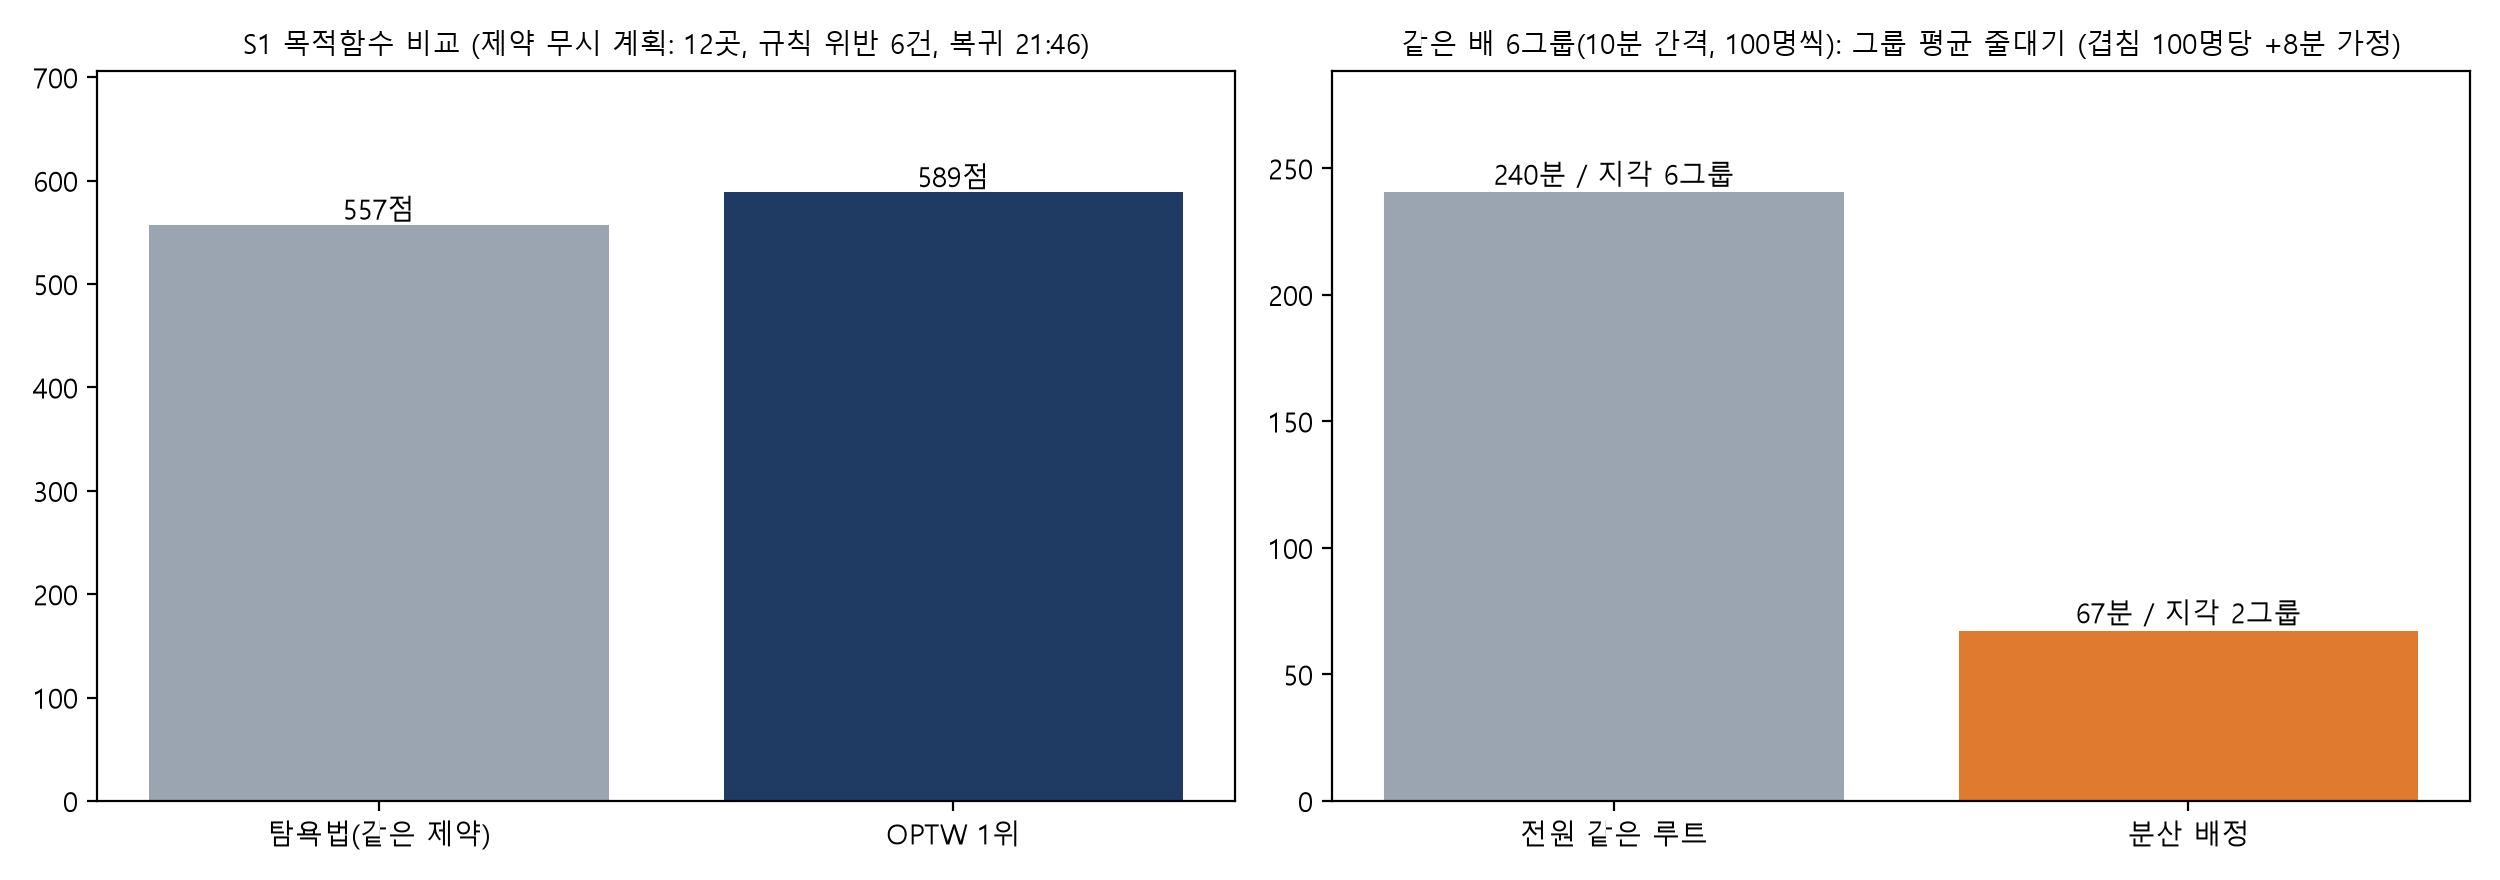 S1 목적함수 비교 (제약 무시 계획: 12곳, 규칙 위반 6건, 복귀 21:46)
700
600
500
400
300
200
100
0
557점
589점
탐욕법(같은 제약)
OPTW 1위
같은 배 6그룹(10분 간격, 100명씩): 그룹 평균 줄대기 (겹침 100명당 +8분 가정)
250
200
150
100
50
0
240분 / 지각 6그룹
67분 / 지각 2그룹
전원 같은 루트
분산 배정